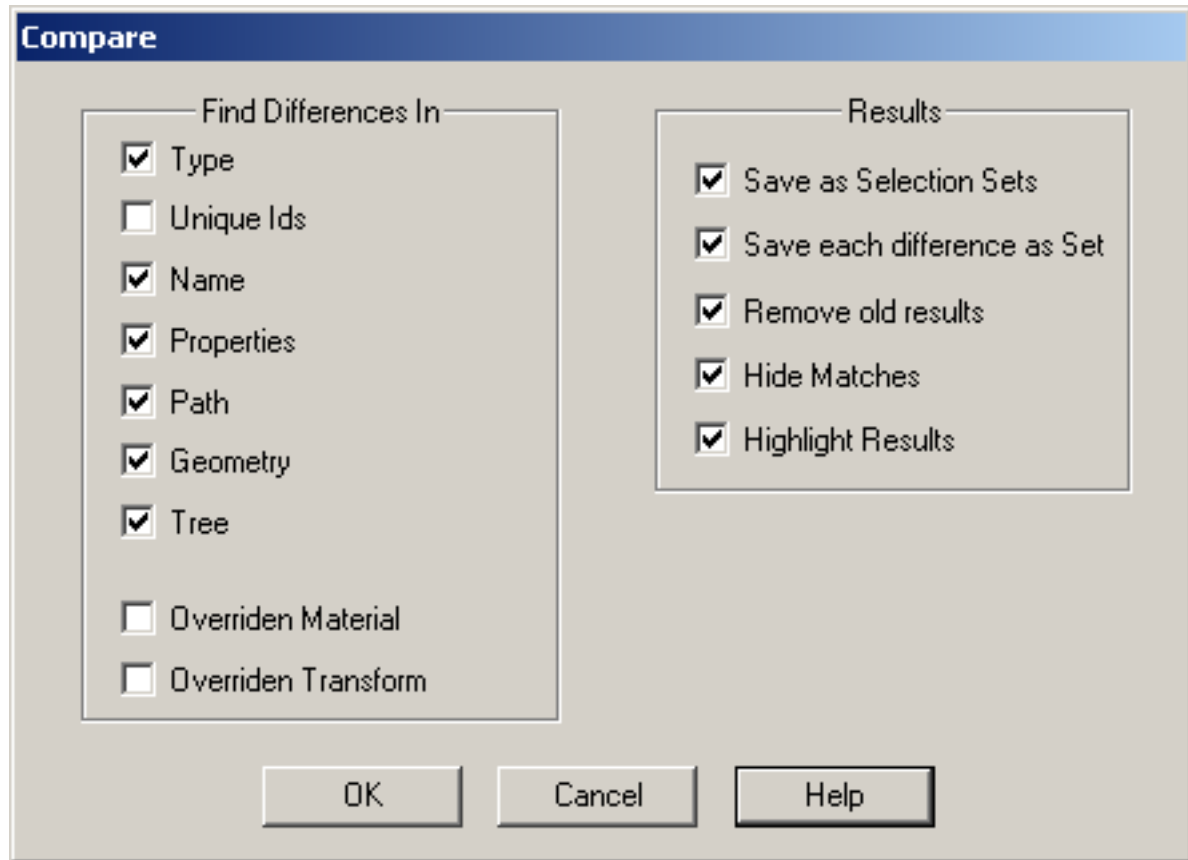 Compare
Find Differences In
Type
Unique Ids
Name
Properties
Path
Geometry
Tree
Overriden Material
Overriden Transform
Results
Save as Selection Sets
Save each difference as Set
Remove old results
Hide Matches
Highlight Results
OK
Cancel
Help